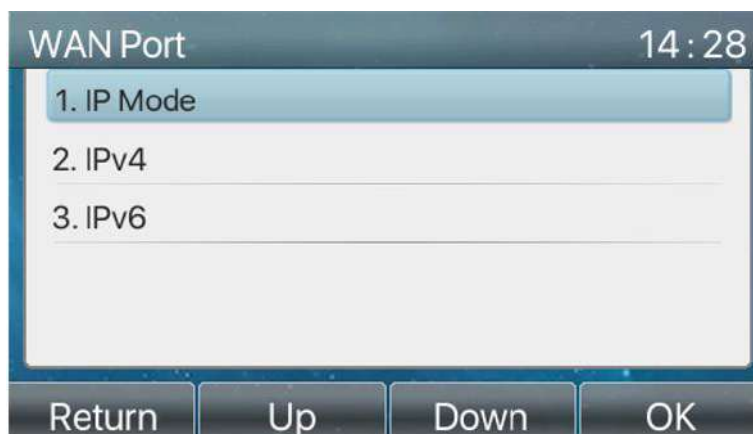 WAN Port 14:28
1. IP Mode
2. IPv4
3. IPv6
Return Up Down OK